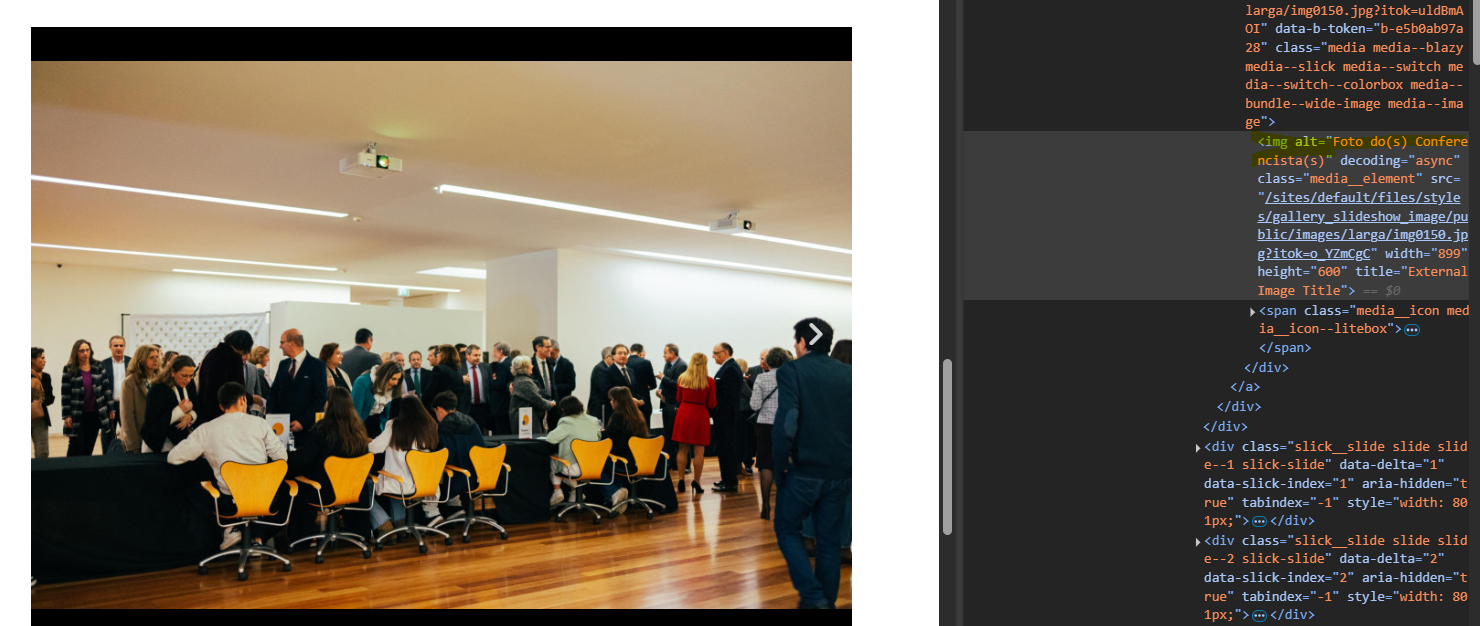 larga/img0150.jpg?itok=uldBmA
OI" data-b-token="b-e5b0ab97a
28" class="media media--blazy
media--slick media--switch me
dia--switch--colorbox media--
bundle--wide-image media--ima
ge">
<img alt="Foto do(s) Confere
ncista(s)" decoding="async"
class="media__element" src=
"/sites/default/files/style
s/gallery_slideshow_image/pu
blic/images/larga/img0150.jp
g?itok=o_YZmCgC" width="899"
height="600" title="External
Image Title"> == $0
<span class="media__icon med
ia__icon--litebox">
</span>
</div>
</a>
</div>
</div>
<div class="slick__slide slide slid
e--1 slick-slide" data-delta="1"
data-slick-index="1" aria-hidden="t
rue" tabindex="-1" style="width: 80
1px;"></div>
<div class="slick__slide slide slid
e--2 slick-slide" data-delta="2"
data-slick-index="2" aria-hidden="t
rue" tabindex="-1" style="width: 80
1px;"></div>